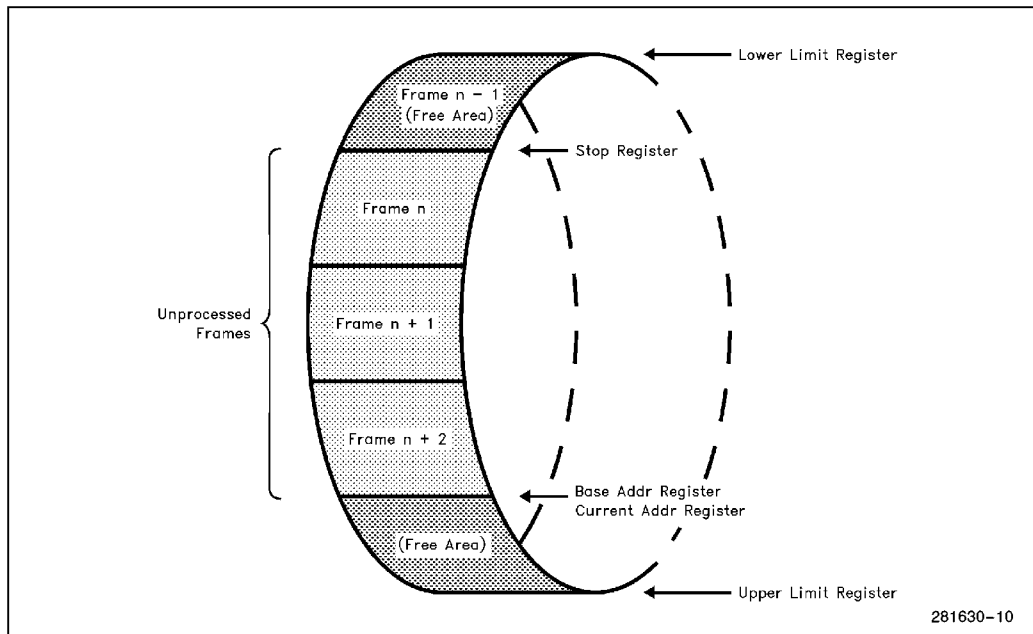 Lower Limit Register
Frame n – 1
(Free Area)
Stop Register
Frame n
Unprocessed
Frames
Frame n + 1
Frame n + 2
Base Addr Register
Current Addr Register
(Free Area)
Upper Limit Register
281630–10